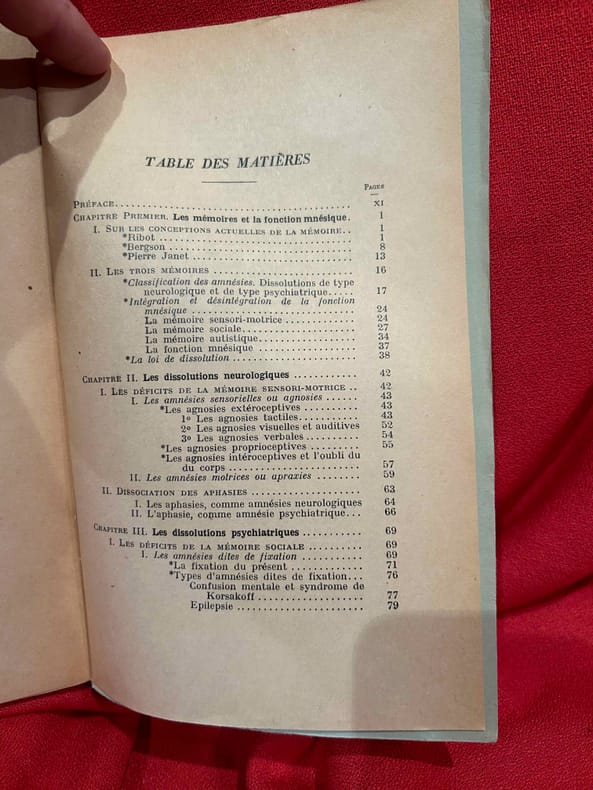 TABLE DES MATIÈRES
PAGES
PRÉFACE. XI
CHAPITRE PREMIER. Les mémoires et la fonction mnésique. 1
I. SUR LES CONCEPTIONS ACTUELLES DE LA MÉMOIRE.. 1
*Ribot 1
*Bergson 8
*Pierre Janet 13
II. LES TROIS MÉMOIRES 16
*Classification des amnésies. Dissolutions de type
neurologique et de type psychiatrique..... 17
*Intégration et désintégration de la fonction
mnésique 24
La mémoire sensori-motrice 24
La mémoire sociale 27
La mémoire autistique 34
La fonction mnésique 37
*La loi de dissolution 38
CHAPITRE II. Les dissolutions neurologiques 42
I. LES DÉFICITS DE LA MÉMOIRE SENSORI-MOTRICE .. 42
I. Les amnésies sensorielles ou agnosies ...... 43
*Les agnosies extéroceptives 43
1º Les agnosies tactiles 43
2º Les agnosies visuelles et auditives 52
3º Les agnosies verbales 54
*Les agnosies proprioceptives 55
*Les agnosies intéroceptives et l'oubli du
du corps 57
II. Les amnésies motrices ou apraxies 59
II. DISSOCIATION DES APHASIES 63
I. Les aphasies, comme amnésies neurologiques 64
II. L'aphasie, comme amnésie psychiatrique... 66
CHAPITRE III. Les dissolutions psychiatriques 69
I. LES DÉFICITS DE LA MÉMOIRE SOCIALE 69
I. Les amnésies dites de fixation 69
*La fixation du présent 71
*Types d'amnésies dites de fixation... 76
Confusion mentale et syndrome de
Korsakoff 77
Epilepsie 79